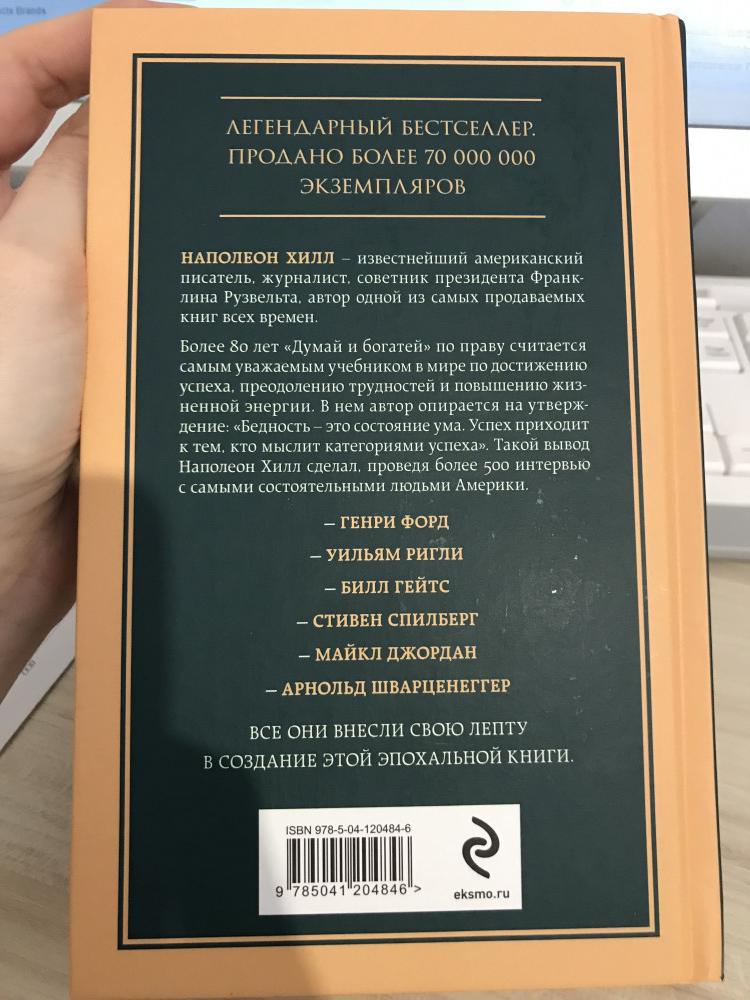 ЛЕГЕНДАРНЫЙ БЕСТСЕЛЛЕР.
ПРОДАНО БОЛЕЕ 70 000 000
ЭКЗЕМПЛЯРОВ
НАПОЛЕОН ХИЛЛ – известнейший американский
писатель, журналист, советник президента Франк-
лина Рузвельта, автор одной из самых продаваемых
книг всех времен.
Более 80 лет «Думай и богатей» по праву считается
самым уважаемым учебником в мире по достижению
успеха, преодолению трудностей и повышению жиз-
ненной энергии. В нем автор опирается на утверж-
дение: «Бедность – это состояние ума. Успех приходит
к тем, кто мыслит категориями успеха». Такой вывод
Наполеон Хилл сделал, проведя более 500 интервью
с самыми состоятельными людьми Америки.
– ГЕНРИ ФОРД
– УИЛЬЯМ РИГЛИ
– БИЛЛ ГЕЙТС
– СТИВЕН СПИЛБЕРГ
– МАЙКЛ ДЖОРДАН
– АРНОЛЬД ШВАРЦЕНЕГГЕР
ВСЕ ОНИ ВНЕСЛИ СВОЮ ЛЕПТУ
В СОЗДАНИЕ ЭТОЙ ЭПОХАЛЬНОЙ КНИГИ.
ISBN 978-5-04-120484-6
9 785041 204846 >
eksmo.ru